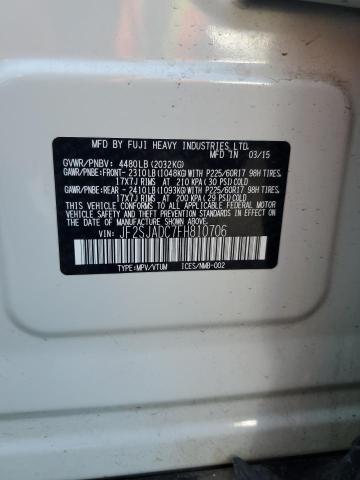 MFD BY FUJI HEAVY INDUSTRIES LTD.
MFD IN 03/15
GVWR/PNBV: 4480LB(2032KG)
GAWR/PNBE:FRONT-2310LB(1048KG)WITH P225/60R17 98H TIRES.
17X7J RIMS AT 210 KPA(30 PSI)COLD
GAWR/PNBE:REAR -2410LB(1093KG)WITH P225/60R17 98H TIRES.
17X7J RIMS AT 200 KPA(29 PSI)COLD
THIS VEHICLE CONFORMS TO ALL APPLICABLE
FEDERAL MOTOR VEHICLE SAFETY, BUMPER,
AND THEFT PREVENTION STANDARDS IN EFFECT ON THE
DATE OF MANUFACTURE SHOWN ABOVE.
VIN: JF2SJADC7FH810706
TYPE:MPV/VTUM ICES/NMB-002